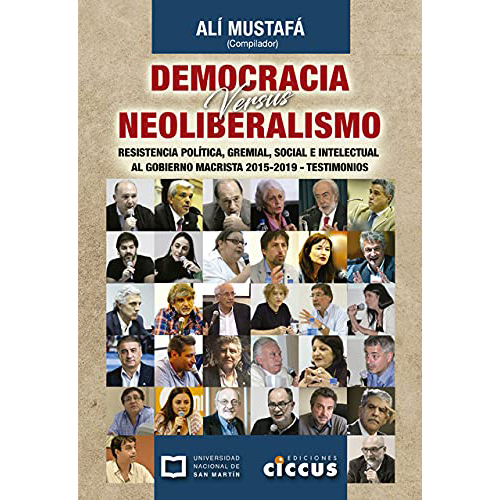 ALÍ MUSTAFÁ
(Compilador)
DEMOCRACIA
Versus
NEOLIBERALISMO
RESISTENCIA POLÍTICA, GREMIAL, SOCIAL E INTELECTUAL
AL GOBIERNO MACRISTA 2015-2019 - TESTIMONIOS
UNIVERSIDAD
NACIONAL DE
SAN MARTÍN
EDICIONES
CICCUS